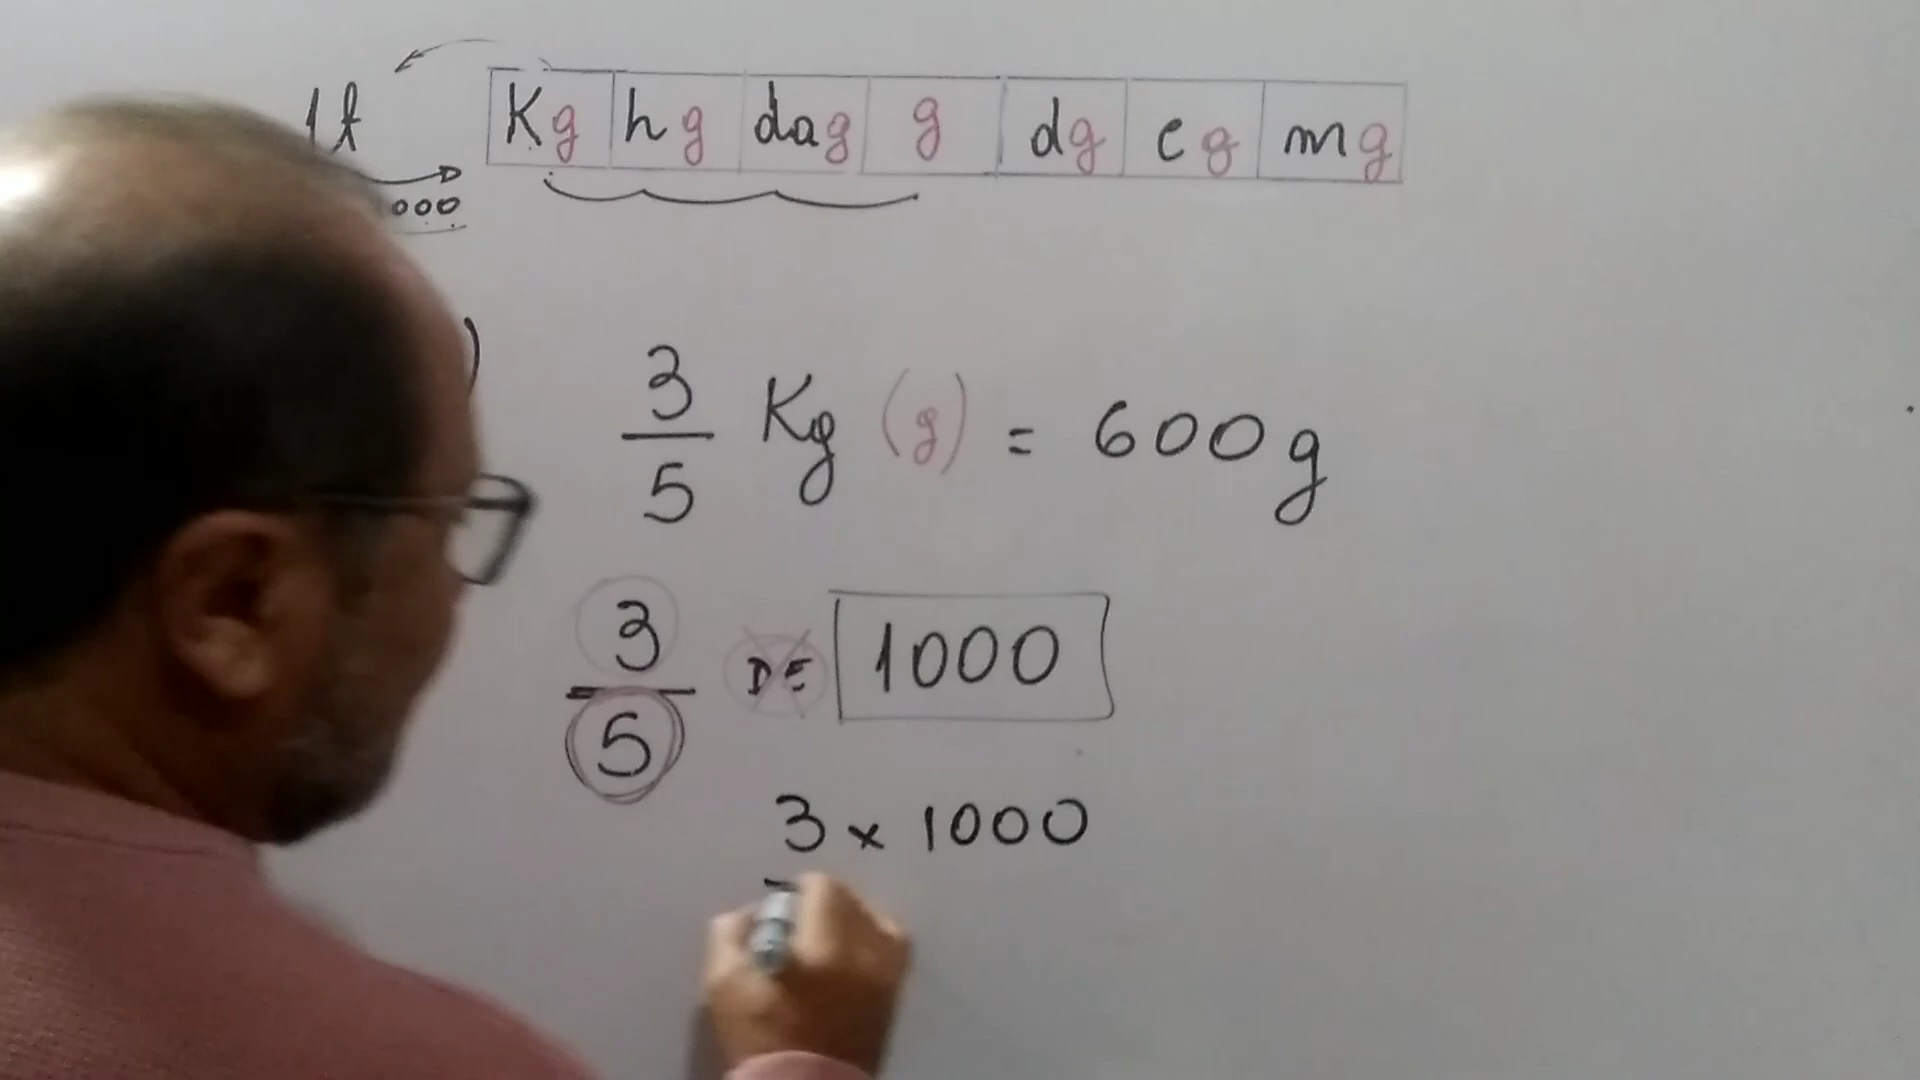 1t Kg hg dag g dg cg mg
000
)
3/5 Kg (g) = 600g
3/5 DE 1000
3 x 1000